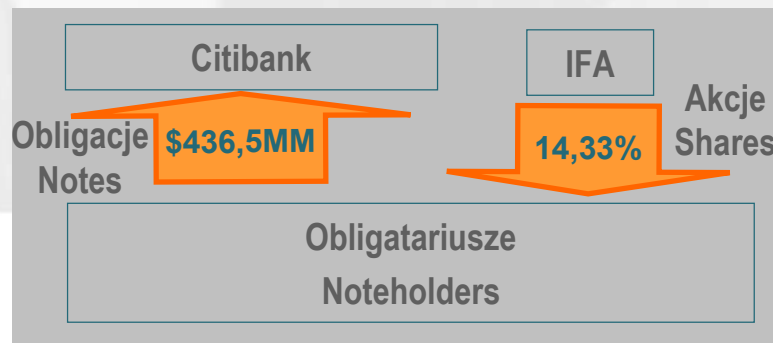 Citibank
IFA
Obligacje
Notes
$436,5MM
14,33%
Akcje
Shares
Obligatariusze
Noteholders